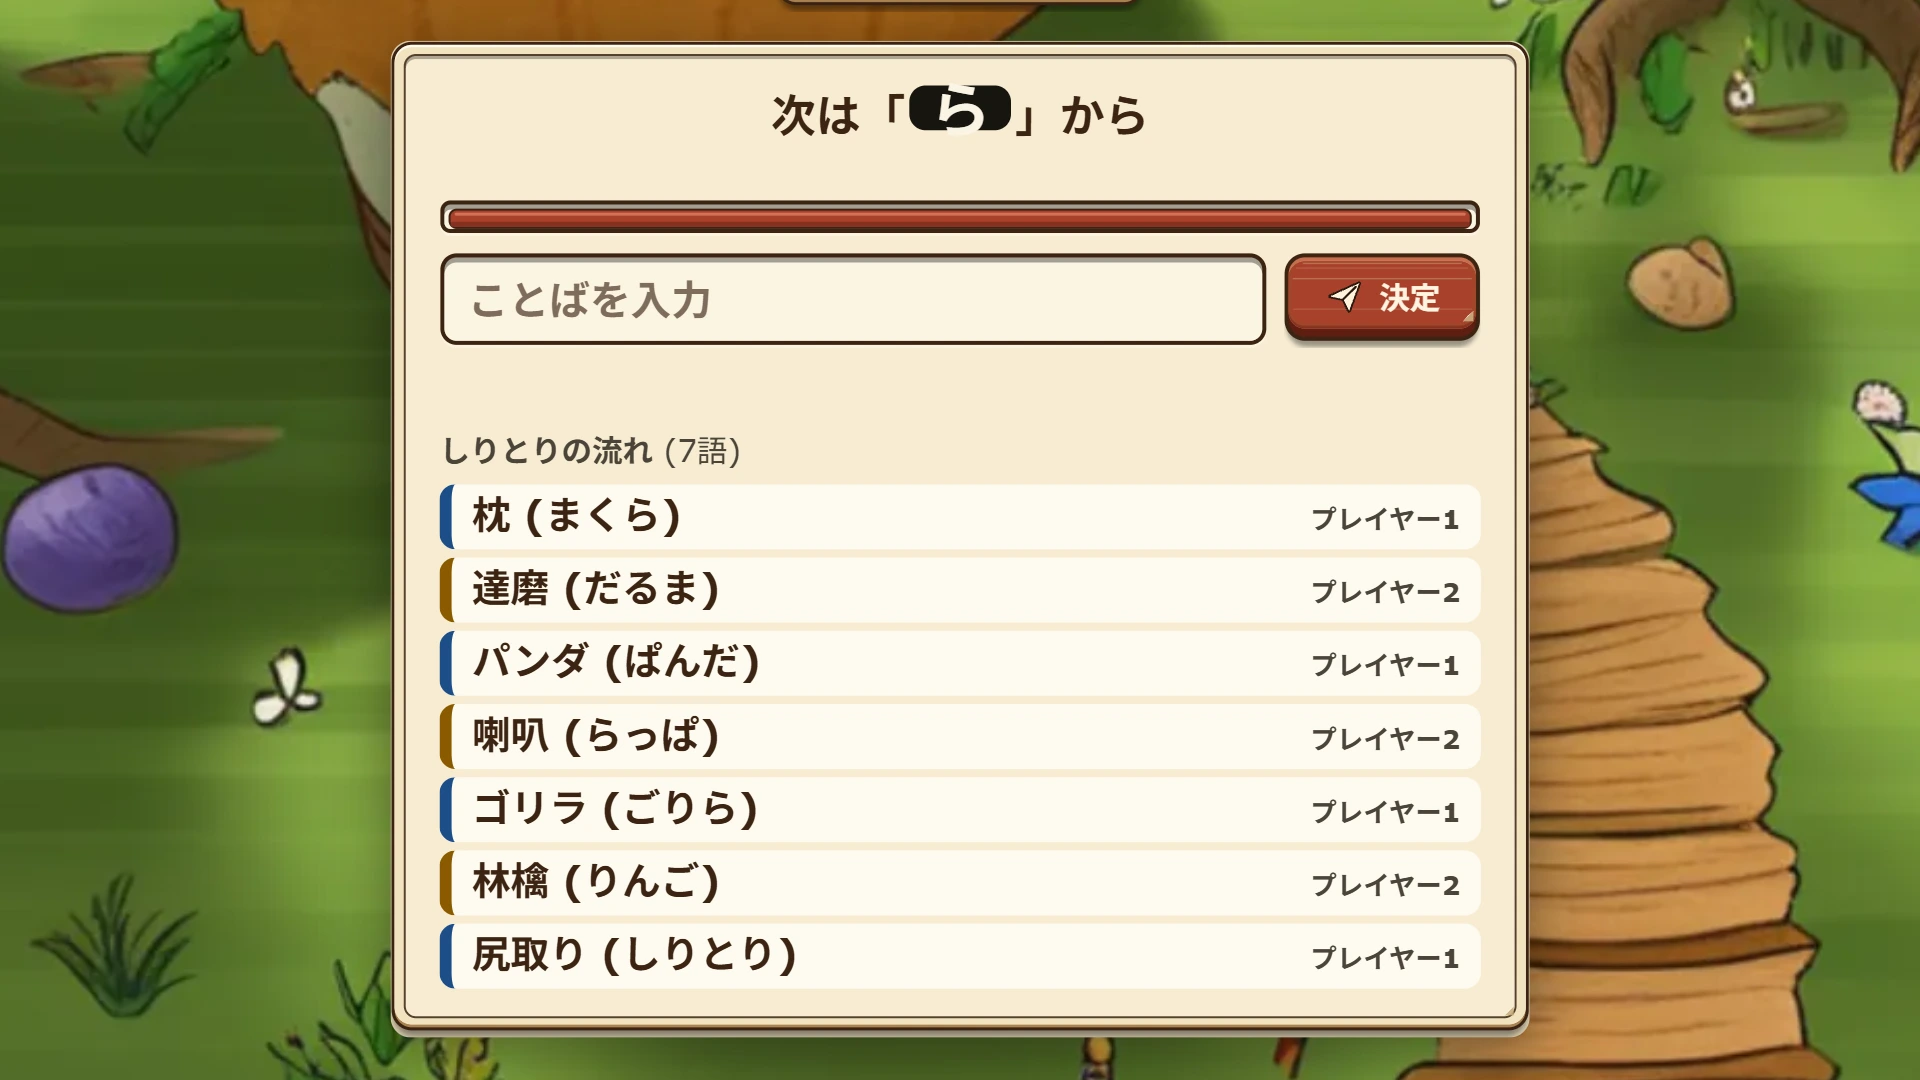 次は「ら」から
ことばを入力
決定
しりとりの流れ (7語)
枕 (まくら) プレイヤー1
達磨 (だるま) プレイヤー2
パンダ (ぱんだ) プレイヤー1
喇叭 (らっぱ) プレイヤー2
ゴリラ (ごりら) プレイヤー1
林檎 (りんご) プレイヤー2
尻取り (しりとり) プレイヤー1